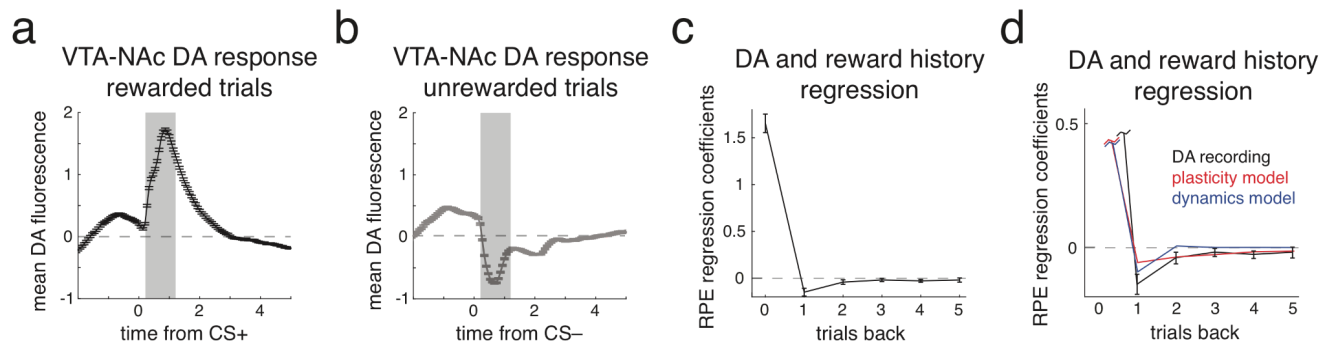 a
VTA-NAc DA response
rewarded trials
mean DA fluorescence
2
1
0
-1
0
2
4
time from CS+
b
VTA-NAc DA response
unrewarded trials
mean DA fluorescence
2
1
0
-1
0
2
4
time from CS–
c
DA and reward history
regression
RPE regression coefficients
1.5
1
0.5
0
0 1 2 3 4 5
trials back
d
DA and reward history
regression
RPE regression coefficients
0.5
0
DA recording
plasticity model
dynamics model
0 1 2 3 4 5
trials back